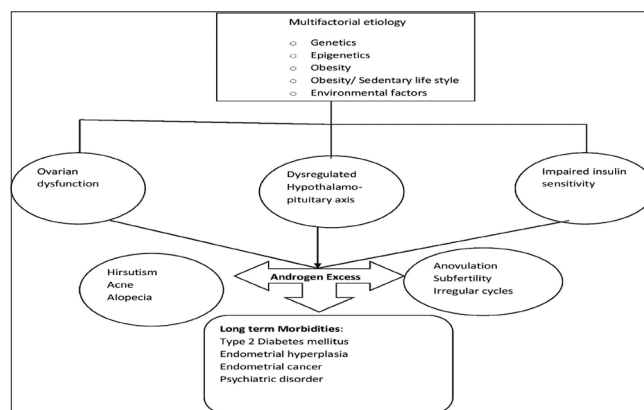 Multifactorial etiology
Genetics
Epigenetics
Obesity
Obesity/ Sedentary life style
Environmental factors
Ovarian
dysfunction
Dysregulated
Hypothalamo-
pituitary axis
Impaired insulin
sensitivity
Hirsutism
Acne
Alopecia
Androgen Excess
Anovulation
Subfertility
Irregular cycles
Long term Morbidities:
Type 2 Diabetes mellitus
Endometrial hyperplasia
Endometrial cancer
Psychiatric disorder